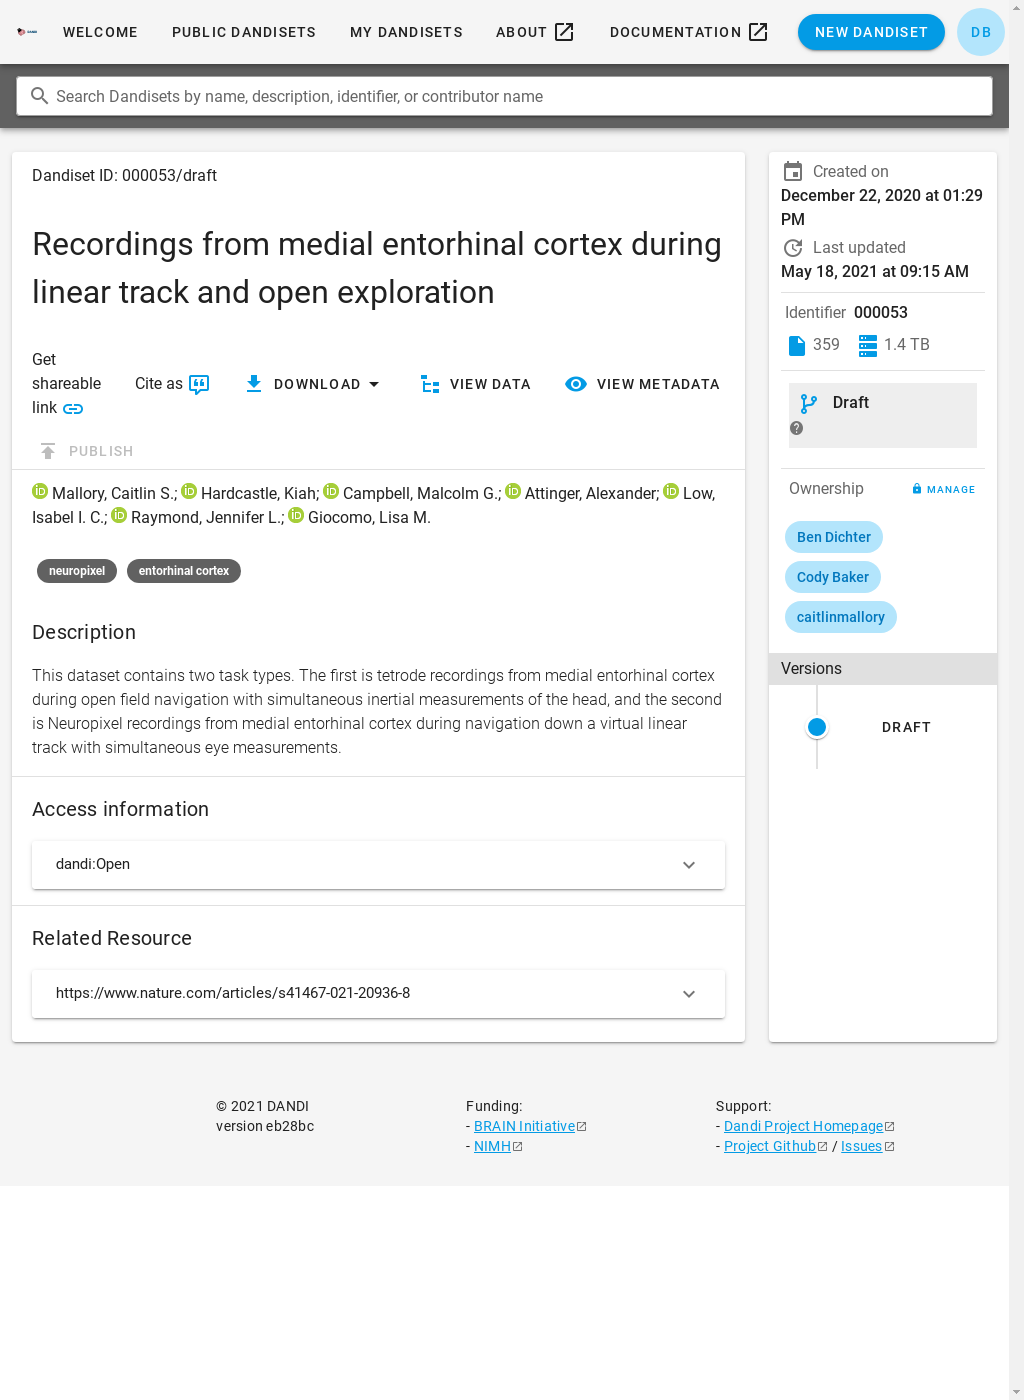 WELCOME PUBLIC DANDISETS MY DANDISETS ABOUT DOCUMENTATION NEW DANDISET DB
Search Dandisets by name, description, identifier, or contributor name
Dandiset ID: 000053/draft
Recordings from medial entorhinal cortex during
linear track and open exploration
Get
shareable
link
Cite as
DOWNLOAD
VIEW DATA
VIEW METADATA
PUBLISH
iD Mallory, Caitlin S.; iD Hardcastle, Kiah; iD Campbell, Malcolm G.; iD Attinger, Alexander; iD Low,
Isabel I. C.; iD Raymond, Jennifer L.; iD Giocomo, Lisa M.
neuropixel entorhinal cortex
Description
This dataset contains two task types. The first is tetrode recordings from medial entorhinal cortex
during open field navigation with simultaneous inertial measurements of the head, and the second
is Neuropixel recordings from medial entorhinal cortex during navigation down a virtual linear
track with simultaneous eye measurements.
Access information
dandi:Open
Related Resource
https://www.nature.com/articles/s41467-021-20936-8
Created on
December 22, 2020 at 01:29
PM
Last updated
May 18, 2021 at 09:15 AM
Identifier 000053
359 1.4 TB
Draft
Ownership MANAGE
Ben Dichter
Cody Baker
caitlinmallory
Versions
DRAFT
© 2021 DANDI
version eb28bc
Funding:
- BRAIN Initiative
- NIMH
Support:
- Dandi Project Homepage
- Project Github / Issues